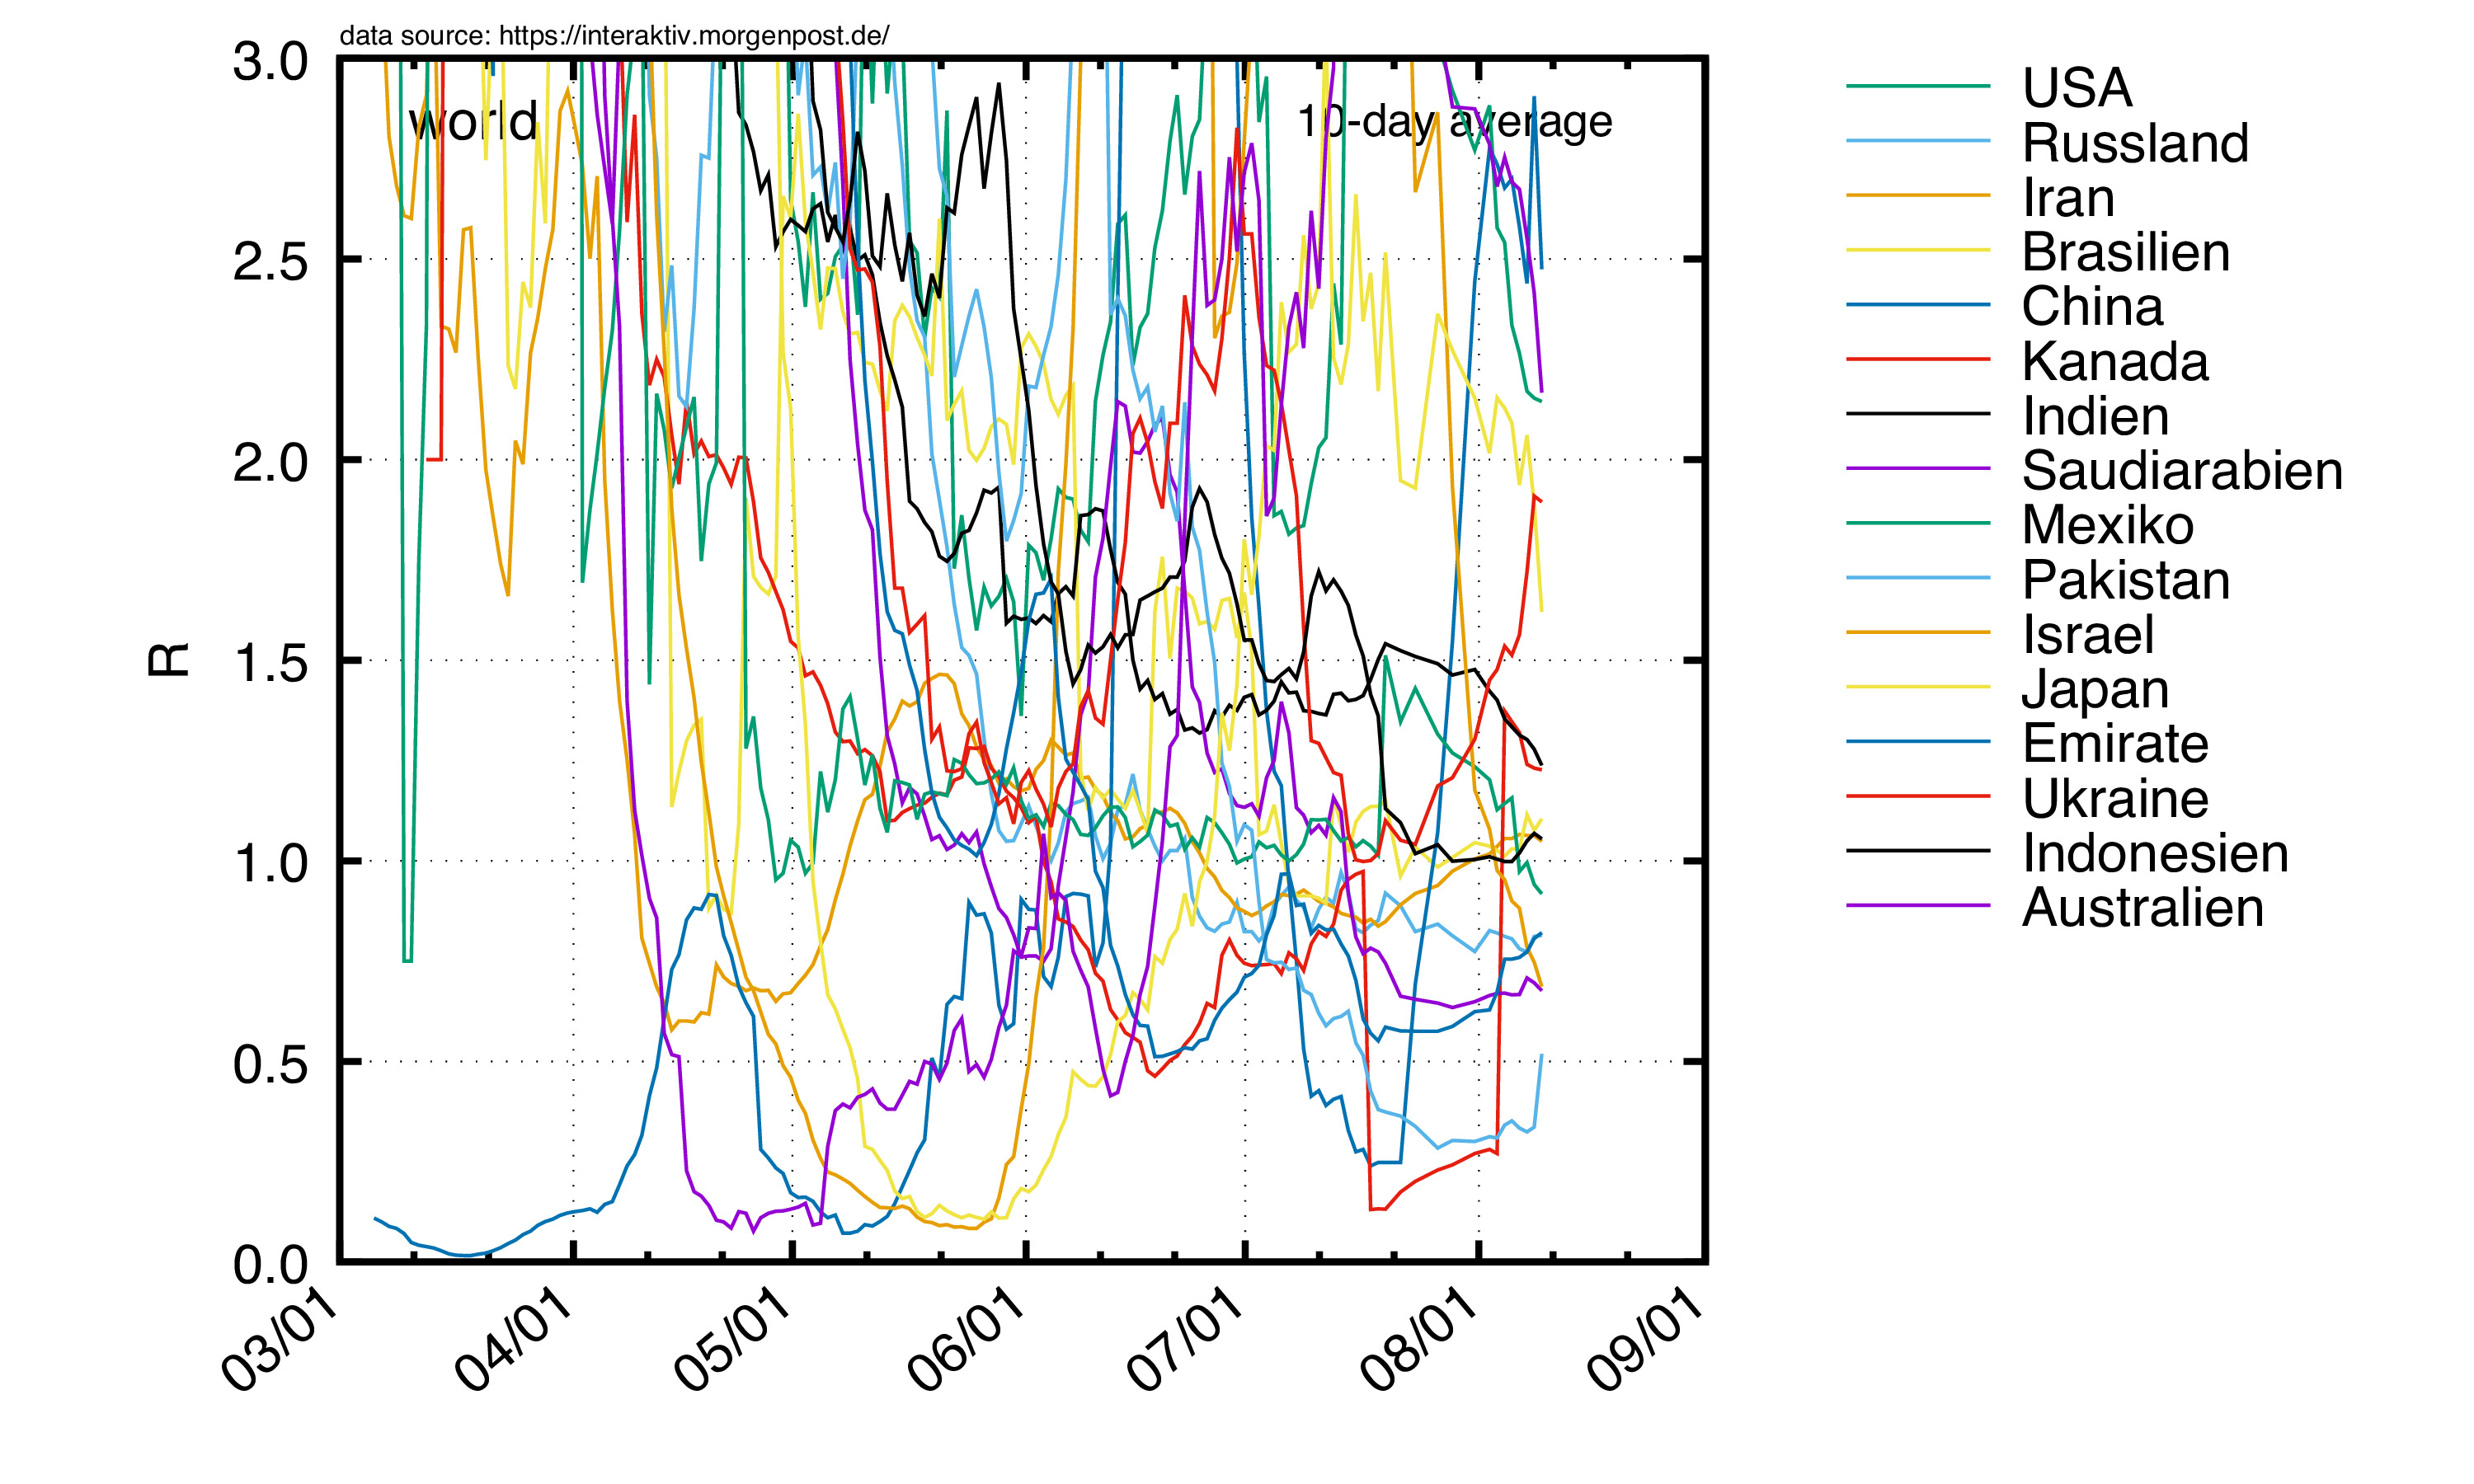 data source: https://interaktiv.morgenpost.de/
world
10-day average
R
3.0
2.5
2.0
1.5
1.0
0.5
0.0
03/01
04/01
05/01
06/01
07/01
08/01
09/01
USA
Russland
Iran
Brasilien
China
Kanada
Indien
Saudiarabien
Mexiko
Pakistan
Israel
Japan
Emirate
Ukraine
Indonesien
Australien